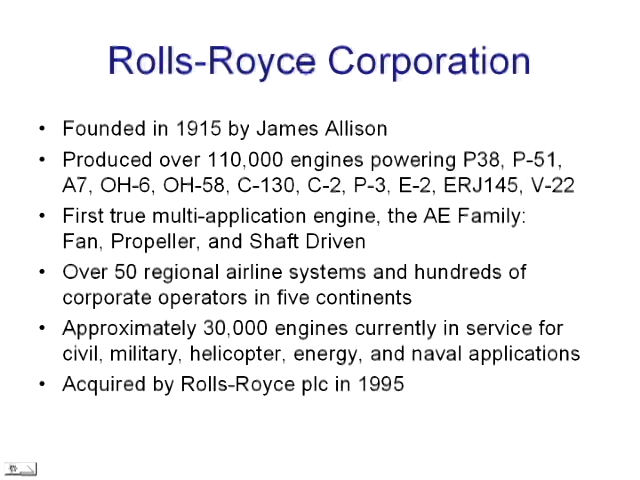 Rolls-Royce Corporation
• Founded in 1915 by James Allison
• Produced over 110,000 engines powering P38, P-51,
A7, OH-6, OH-58, C-130, C-2, P-3, E-2, ERJ145, V-22
• First true multi-application engine, the AE Family:
Fan, Propeller, and Shaft Driven
• Over 50 regional airline systems and hundreds of
corporate operators in five continents
• Approximately 30,000 engines currently in service for
civil, military, helicopter, energy, and naval applications
• Acquired by Rolls-Royce plc in 1995